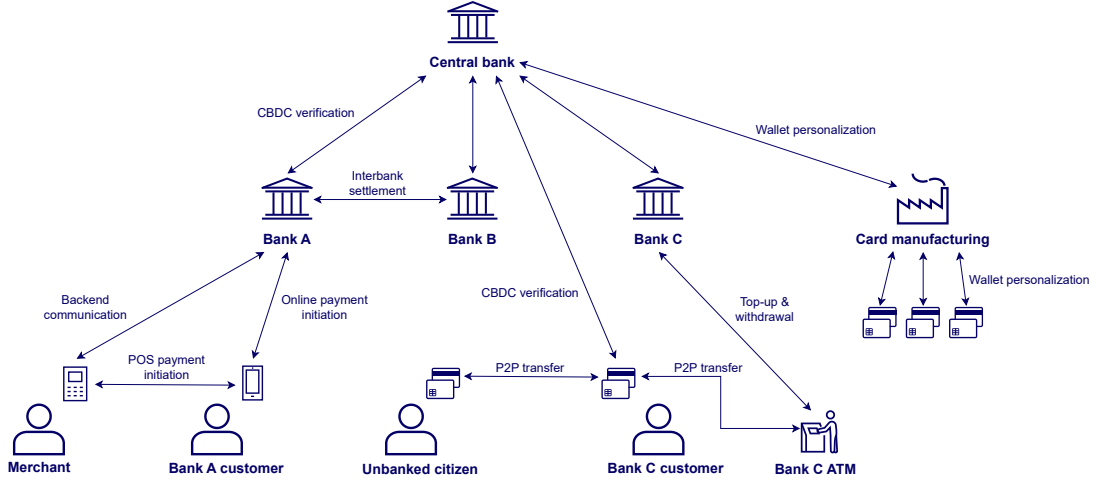 Central bank
CBDC verification
Wallet personalization
Interbank
settlement
Bank A
Bank B
Bank C
Card manufacturing
Backend
communication
Online payment
initiation
CBDC verification
Top-up &
withdrawal
Wallet personalization
POS payment
initiation
P2P transfer
P2P transfer
Merchant
Bank A customer
Unbanked citizen
Bank C customer
Bank C ATM